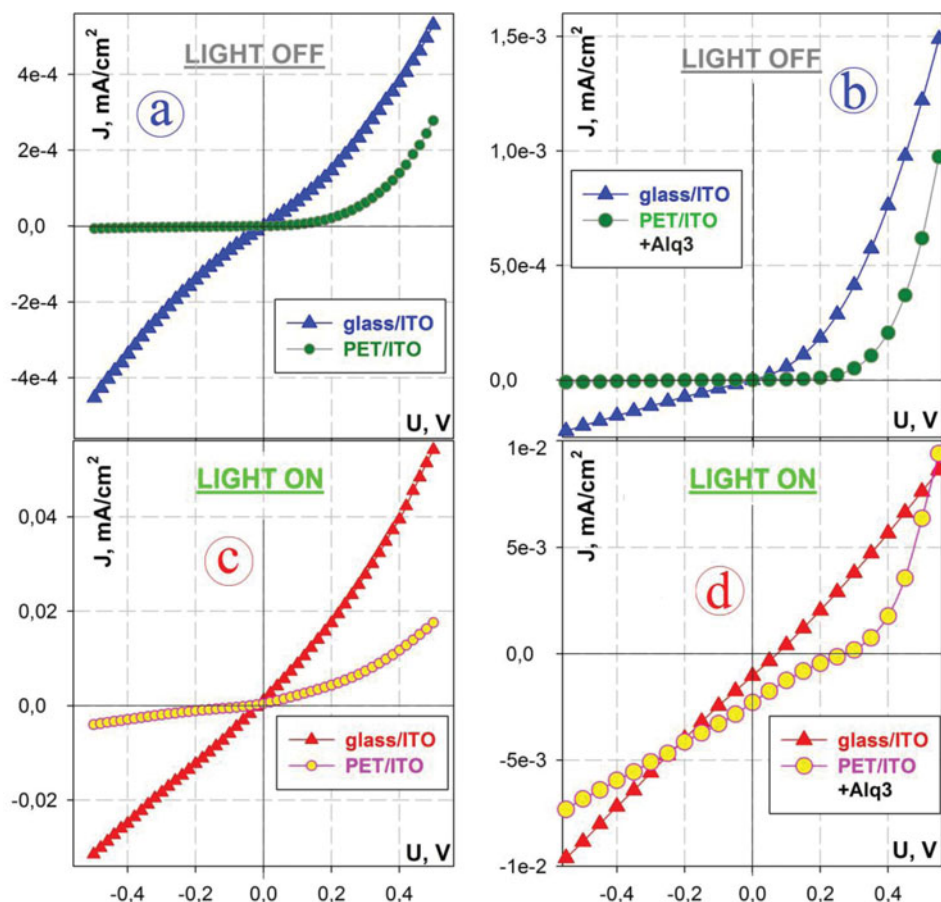 J, mA/cm²
LIGHT OFF
a
4e-4
2e-4
0,0
-2e-4
-4e-4
glass/ITO
PET/ITO
U, V
J, mA/cm²
LIGHT OFF
b
1,5e-3
1,0e-3
5,0e-4
0,0
glass/ITO
PET/ITO
+Alq3
U, V
J, mA/cm²
LIGHT ON
c
0,04
0,02
0,00
-0,02
glass/ITO
PET/ITO
U, V
-0,4 -0,2 0,0 0,2 0,4
J, mA/cm²
LIGHT ON
d
1e-2
5e-3
0,0
-5e-3
-1e-2
glass/ITO
PET/ITO
+Alq3
U, V
-0,4 -0,2 0,0 0,2 0,4